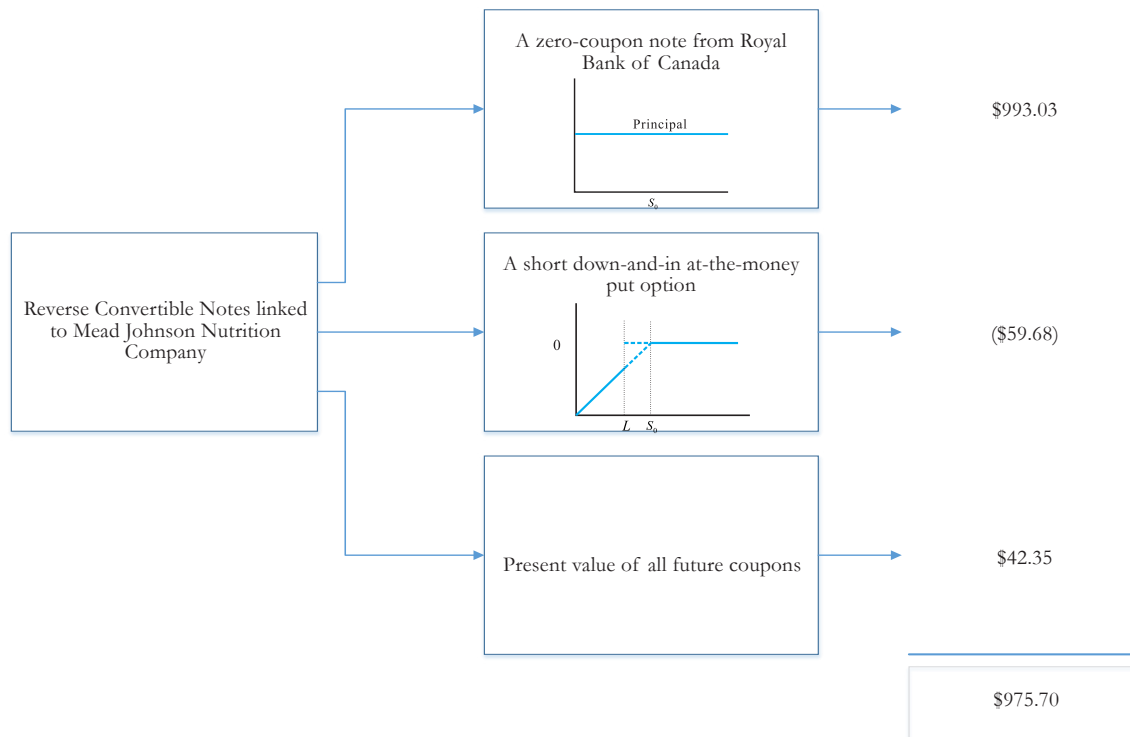 A zero-coupon note from Royal
Bank of Canada
Principal
S₀
$993.03
Reverse Convertible Notes linked
to Mead Johnson Nutrition
Company
A short down-and-in at-the-money
put option
0
L S₀
($59.68)
Present value of all future coupons
$42.35
$975.70